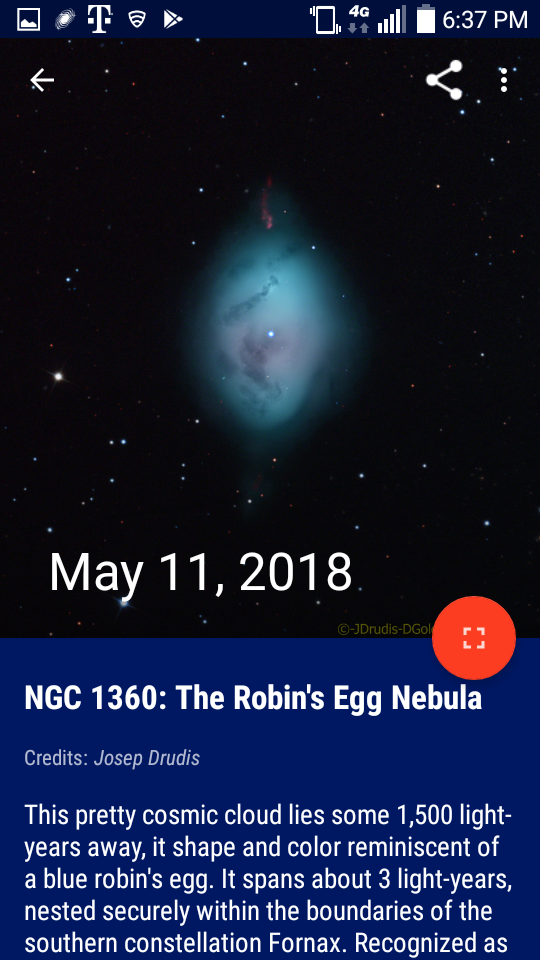 4G 6:37 PM
May 11, 2018
©-JDrudis-DGol
NGC 1360: The Robin's Egg Nebula
Credits: Josep Drudis
This pretty cosmic cloud lies some 1,500 light-
years away, it shape and color reminiscent of
a blue robin's egg. It spans about 3 light-years,
nested securely within the boundaries of the
southern constellation Fornax. Recognized as